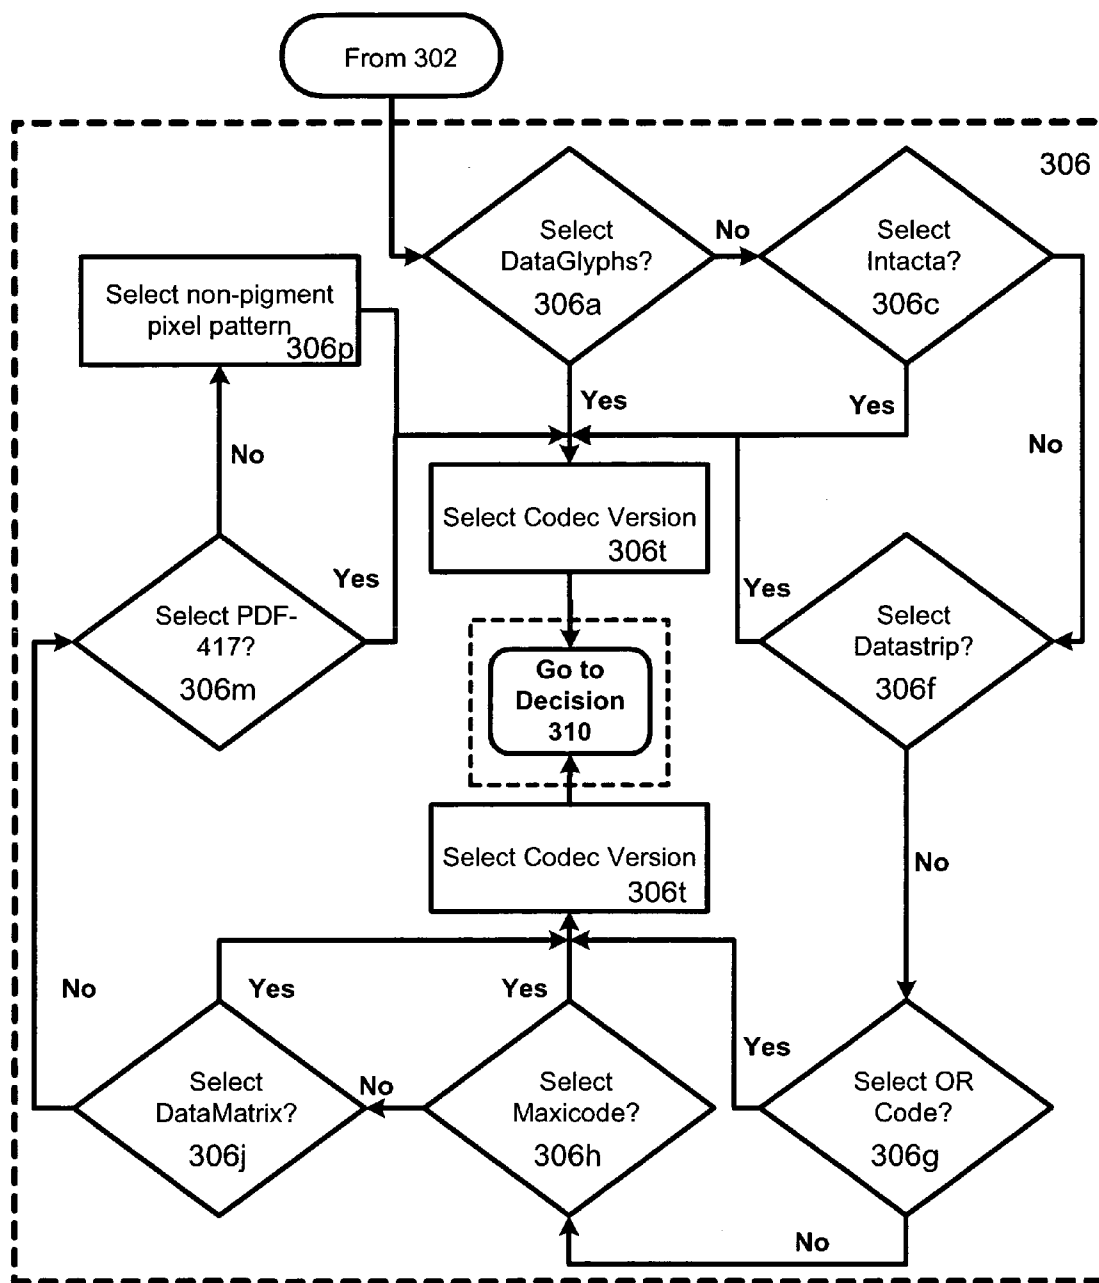 From 302
306
Select
DataGlyphs?
306a
No
Select
Intacta?
306c
Select non-pigment
pixel pattern
306p
Yes
Yes
No
No
Select Codec Version
306t
Yes
Select PDF-
417?
306m
Yes
Select
Datastrip?
306f
Go to
Decision
310
No
Select Codec Version
306t
No
Yes
Yes
Yes
Select
DataMatrix?
306j
No
Select
Maxicode?
306h
Select OR
Code?
306g
No